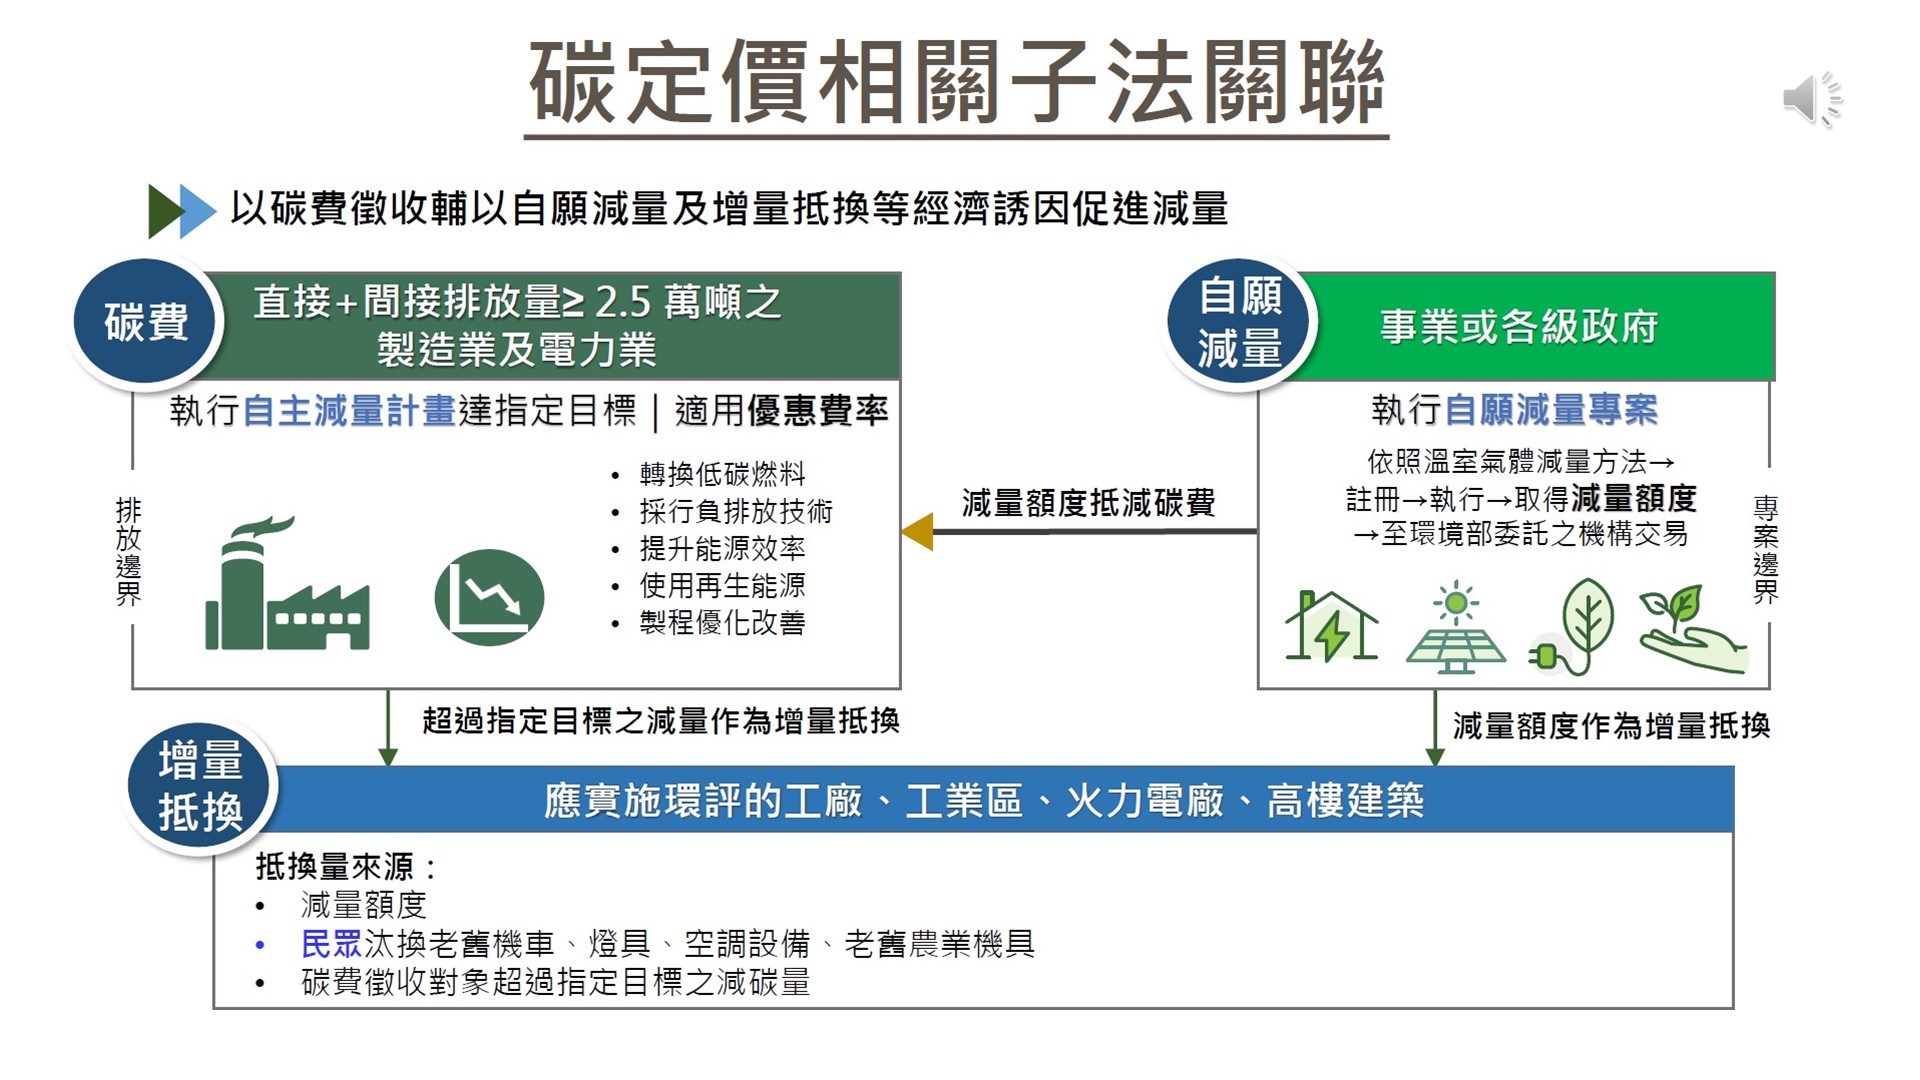 碳定價相關子法關聯
以碳費徵收輔以自願減量及增量抵換等經濟誘因促進減量
碳費
直接+間接排放量≥ 2.5 萬噸之
製造業及電力業
執行自主減量計畫達指定目標｜適用優惠費率
• 轉換低碳燃料
• 採行負排放技術
• 提升能源效率
• 使用再生能源
• 製程優化改善
排放邊界
減量額度抵減碳費
自願
減量
事業或各級政府
執行自願減量專案
依照溫室氣體減量方法→
註冊→執行→取得減量額度
→至環境部委託之機構交易
專案邊界
超過指定目標之減量作為增量抵換
減量額度作為增量抵換
增量
抵換
應實施環評的工廠、工業區、火力電廠、高樓建築
抵換量來源：
• 減量額度
• 民眾汰換老舊機車、燈具、空調設備、老舊農業機具
• 碳費徵收對象超過指定目標之減碳量